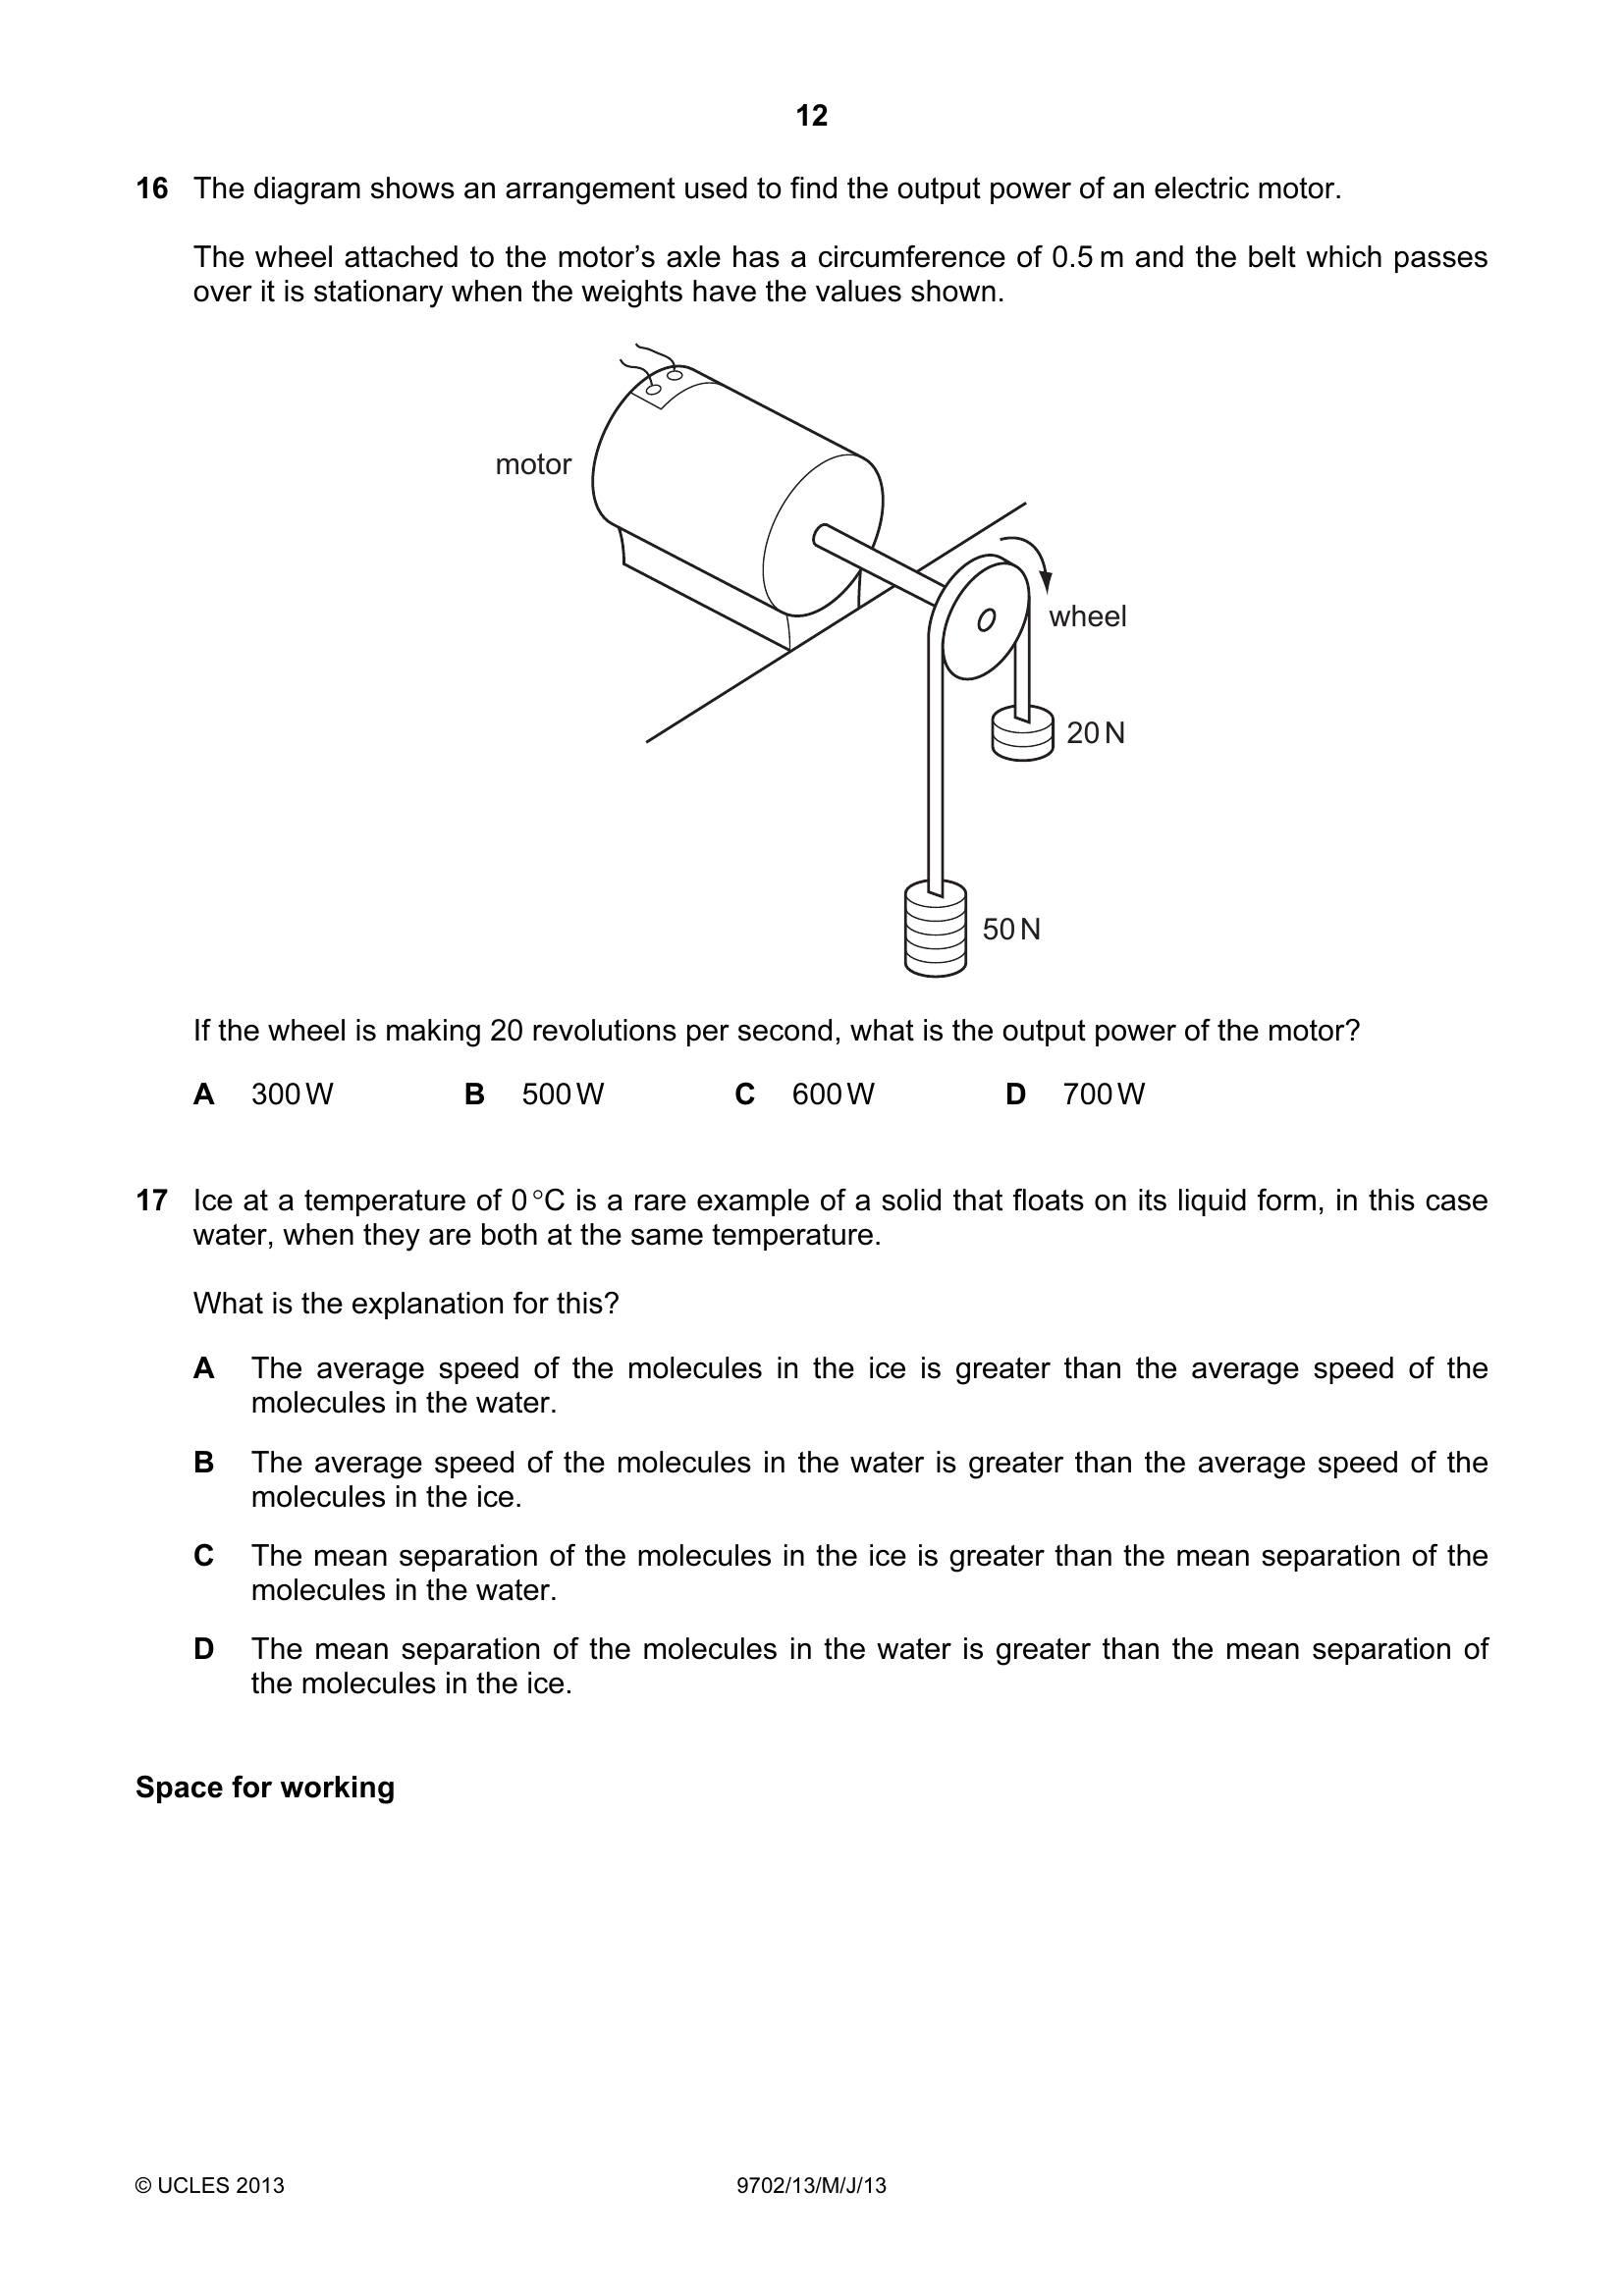 12
16 The diagram shows an arrangement used to find the output power of an electric motor.
The wheel attached to the motor’s axle has a circumference of 0.5 m and the belt which passes
over it is stationary when the weights have the values shown.
motor
wheel
20 N
50 N
If the wheel is making 20 revolutions per second, what is the output power of the motor?
A 300 W B 500 W C 600 W D 700 W
17 Ice at a temperature of 0 °C is a rare example of a solid that floats on its liquid form, in this case
water, when they are both at the same temperature.
What is the explanation for this?
A The average speed of the molecules in the ice is greater than the average speed of the
molecules in the water.
B The average speed of the molecules in the water is greater than the average speed of the
molecules in the ice.
C The mean separation of the molecules in the ice is greater than the mean separation of the
molecules in the water.
D The mean separation of the molecules in the water is greater than the mean separation of
the molecules in the ice.
Space for working
© UCLES 2013 9702/13/M/J/13